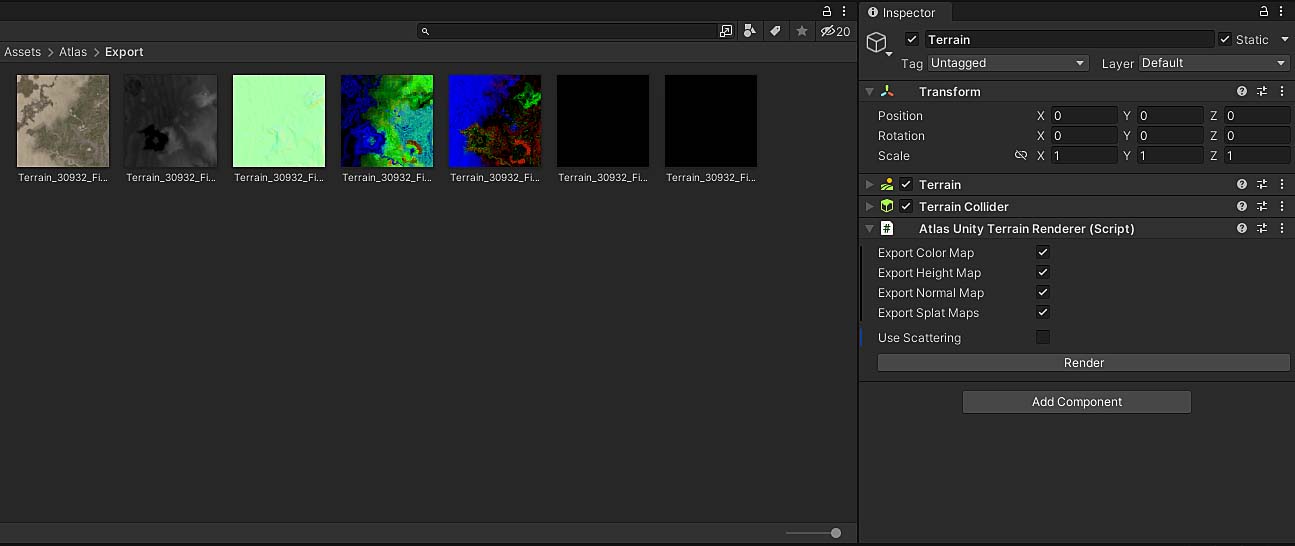 20
Assets > Atlas > Export
Terrain_30932_Fi...
Terrain_30932_Fi...
Terrain_30932_Fi...
Terrain_30932_Fi...
Terrain_30932_Fi...
Terrain_30932_Fi...
Terrain_30932_Fi...
Inspector
Terrain
Static
Tag Untagged Layer Default
Transform
Position X 0 Y 0 Z 0
Rotation X 0 Y 0 Z 0
Scale X 1 Y 1 Z 1
Terrain
Terrain Collider
# Atlas Unity Terrain Renderer (Script)
Export Color Map
Export Height Map
Export Normal Map
Export Splat Maps
Use Scattering
Render
Add Component